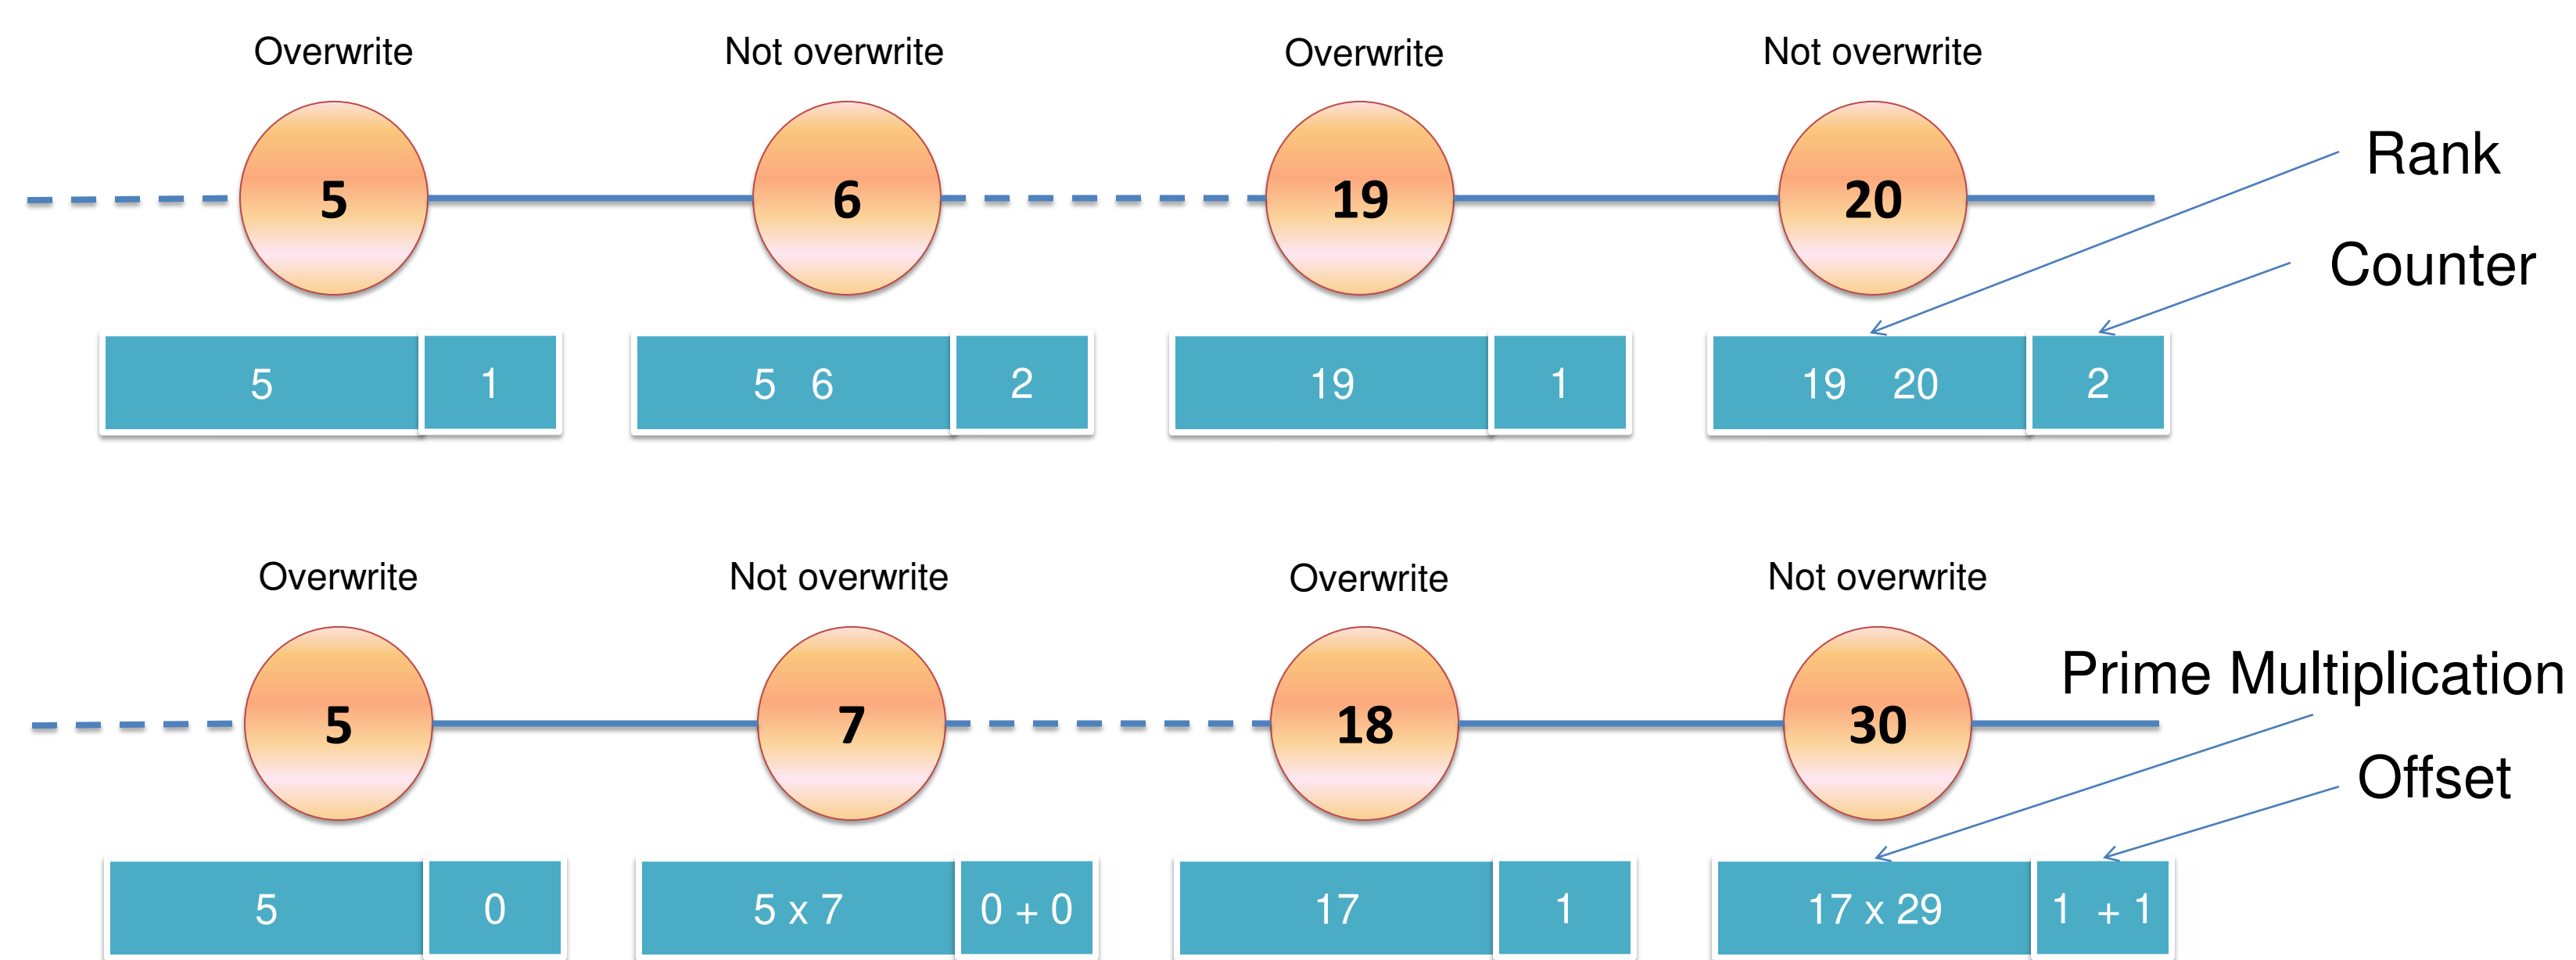 Overwrite Not overwrite Overwrite Not overwrite
5 6 19 20
Rank
Counter
5 1 5 6 2 19 1 19 20 2
Overwrite Not overwrite Overwrite Not overwrite
5 7 18 30
Prime Multiplication
Offset
5 0 5 x 7 0 + 0 17 1 17 x 29 1 + 1